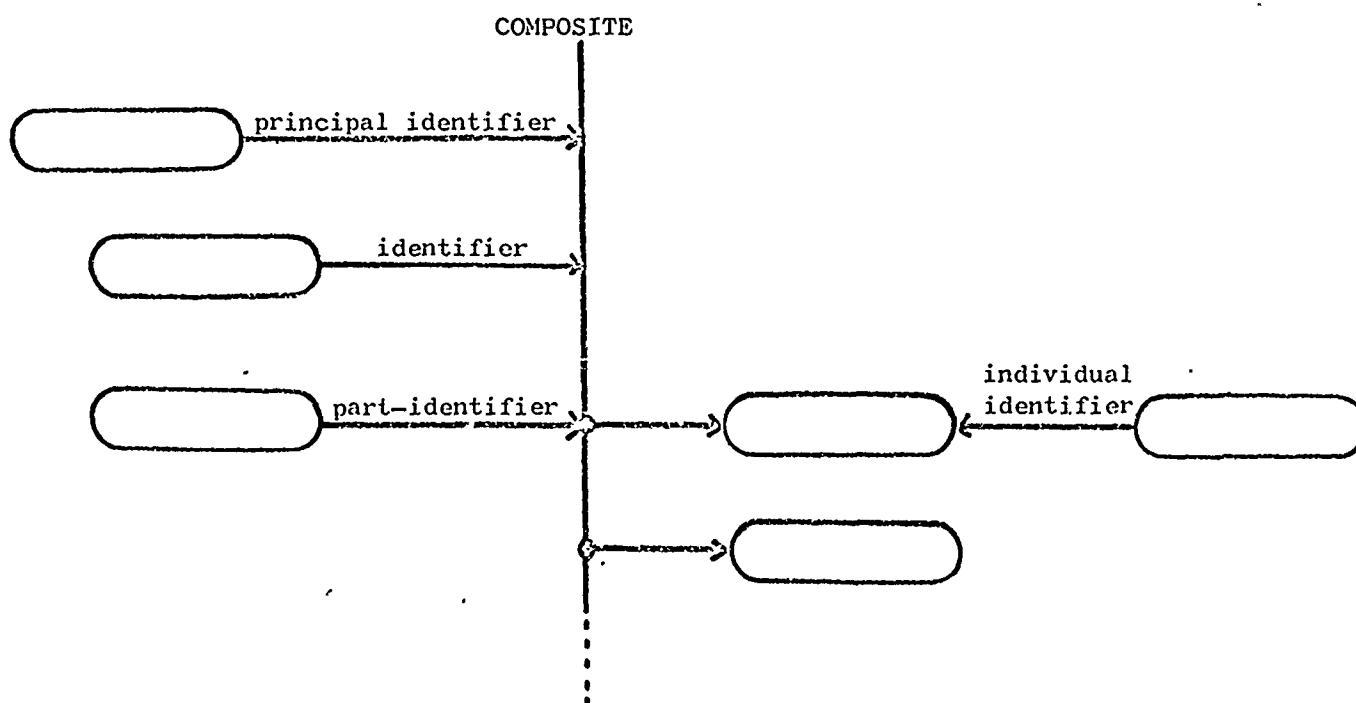 COMPOSITE
principal identifier
identifier
part-identifier
individual
identifier